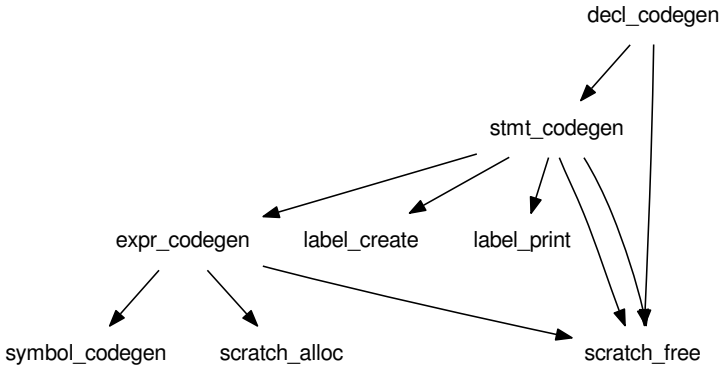 decl_codegen
stmt_codegen
expr_codegen label_create label_print
symbol_codegen scratch_alloc scratch_free